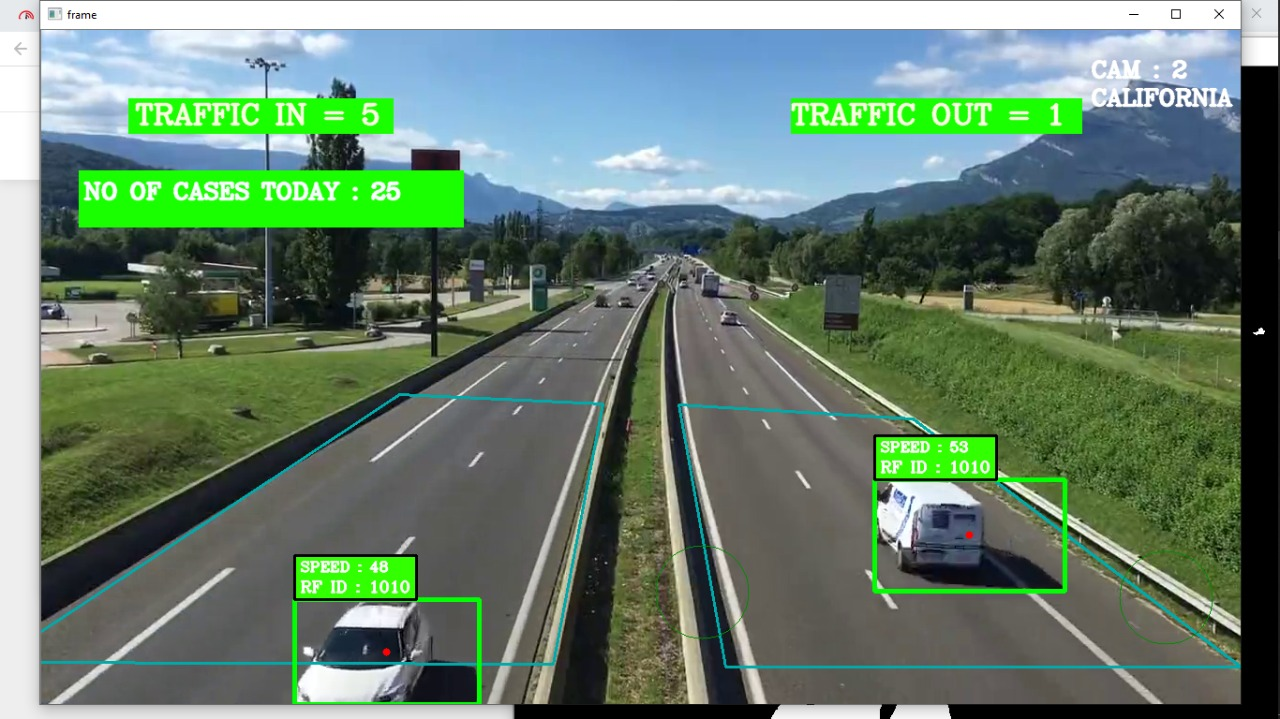 frame
CAM : 2
CALIFORNIA
TRAFFIC IN = 5
TRAFFIC OUT = 1
NO OF CASES TODAY : 25
SPEED : 53
RF ID : 1010
SPEED : 48
RF ID : 1010